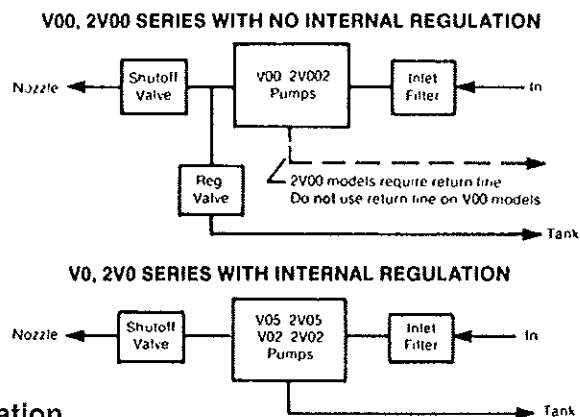 V00, 2V00 SERIES WITH NO INTERNAL REGULATION
Nozzle
Shutoff
Valve
V00 2V002
Pumps
Inlet
Filter
In
Reg
Valve
2V00 models require return line
Do not use return line on V00 models
Tank
V0, 2V0 SERIES WITH INTERNAL REGULATION
Nozzle
Shutoff
Valve
V05 2V05
V02 2V02
Pumps
Inlet
Filter
In
Tank